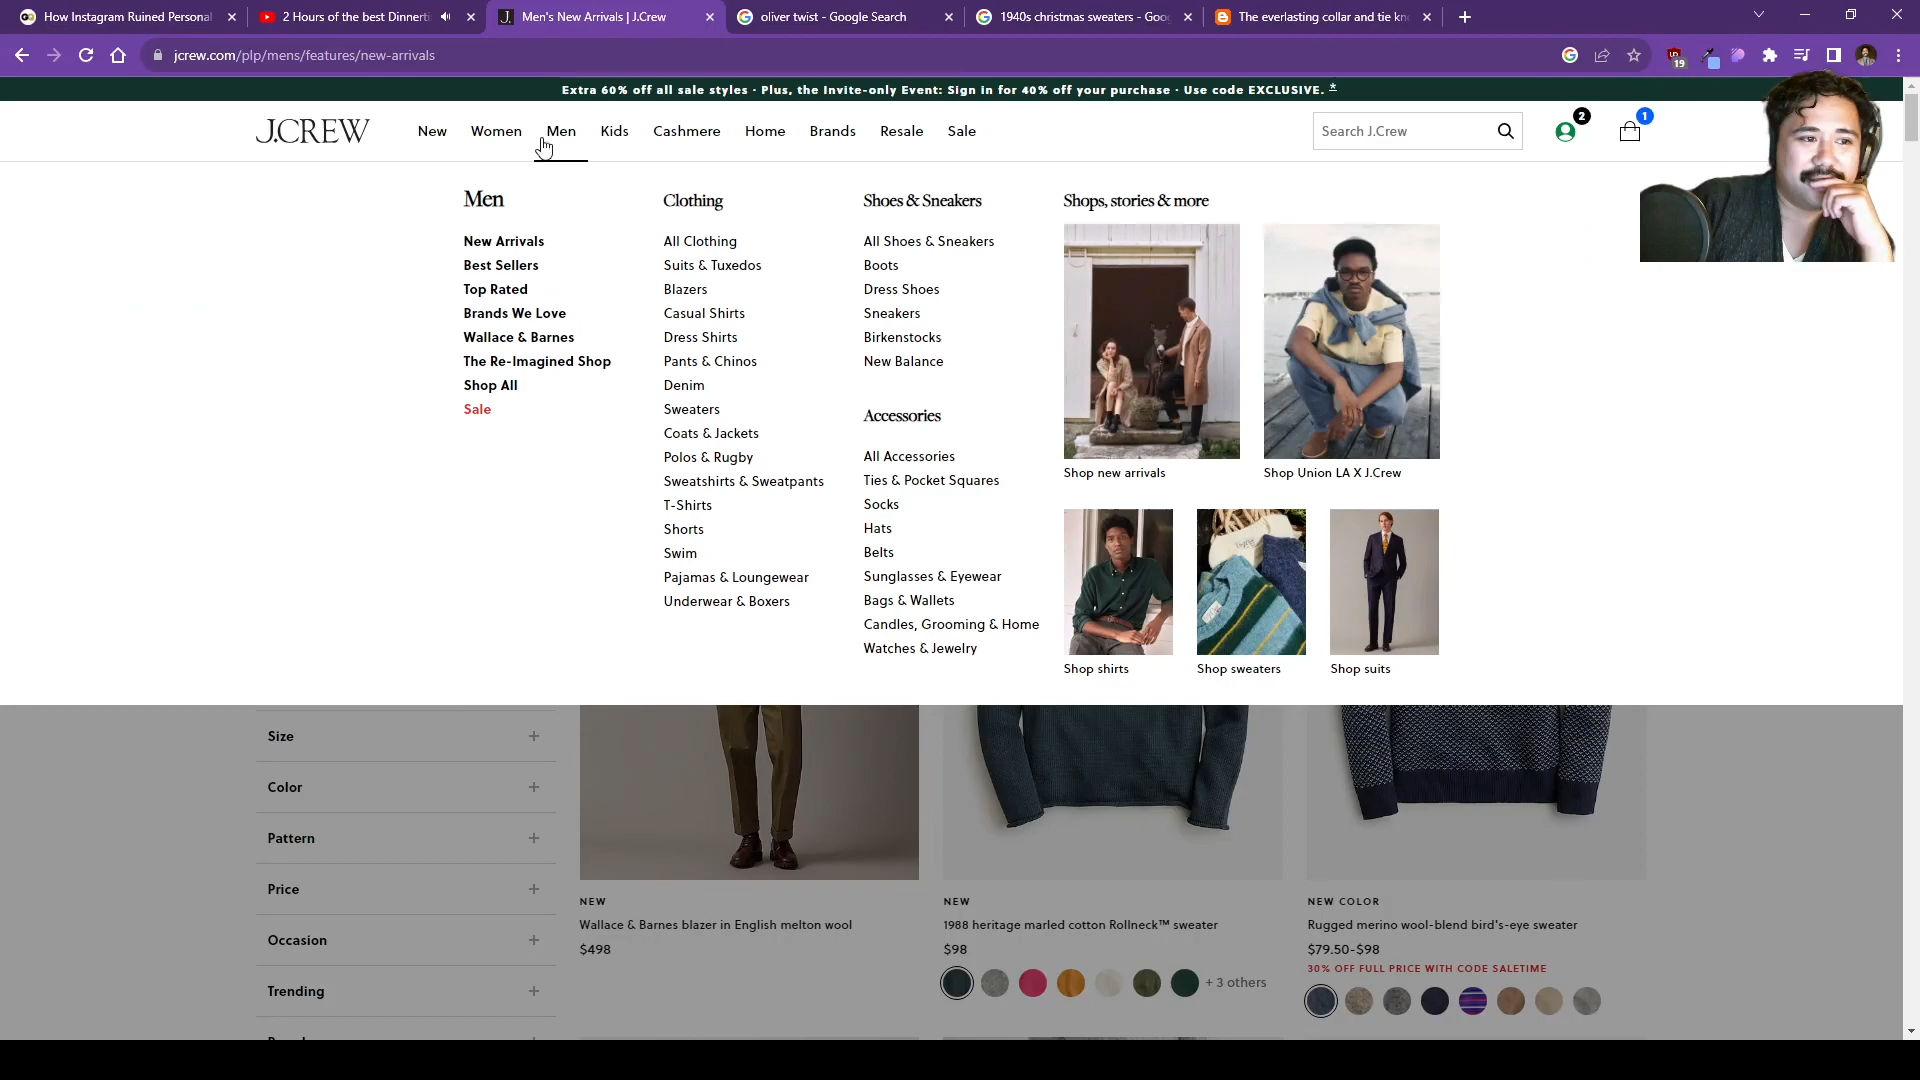 How Instagram Ruined Personal
2 Hours of the best Dinnerti
Men's New Arrivals | J.Crew
oliver twist - Google Search
1940s christmas sweaters - Goo
The everlasting collar and tie kn
jcrew.com/plp/mens/features/new-arrivals
19
Extra 60% off all sale styles · Plus, the Invite-only Event: Sign in for 40% off your purchase · Use code EXCLUSIVE. *
J.CREW
New
Women
Men
Kids
Cashmere
Home
Brands
Resale
Sale
Search J.Crew
2
1
Men
New Arrivals
Best Sellers
Top Rated
Brands We Love
Wallace & Barnes
The Re-Imagined Shop
Shop All
Sale
Clothing
All Clothing
Suits & Tuxedos
Blazers
Casual Shirts
Dress Shirts
Pants & Chinos
Denim
Sweaters
Coats & Jackets
Polos & Rugby
Sweatshirts & Sweatpants
T-Shirts
Shorts
Swim
Pajamas & Loungewear
Underwear & Boxers
Shoes & Sneakers
All Shoes & Sneakers
Boots
Dress Shoes
Sneakers
Birkenstocks
New Balance
Accessories
All Accessories
Ties & Pocket Squares
Socks
Hats
Belts
Sunglasses & Eyewear
Bags & Wallets
Candles, Grooming & Home
Watches & Jewelry
Shops, stories & more
Shop new arrivals
Shop Union LA X J.Crew
Shop shirts
Shop sweaters
Shop suits
Size
Color
Pattern
Price
Occasion
Trending
NEW
Wallace & Barnes blazer in English melton wool
$498
NEW
1988 heritage marled cotton Rollneck™ sweater
$98
+ 3 others
NEW COLOR
Rugged merino wool-blend bird's-eye sweater
$79.50-$98
30% OFF FULL PRICE WITH CODE SALETIME